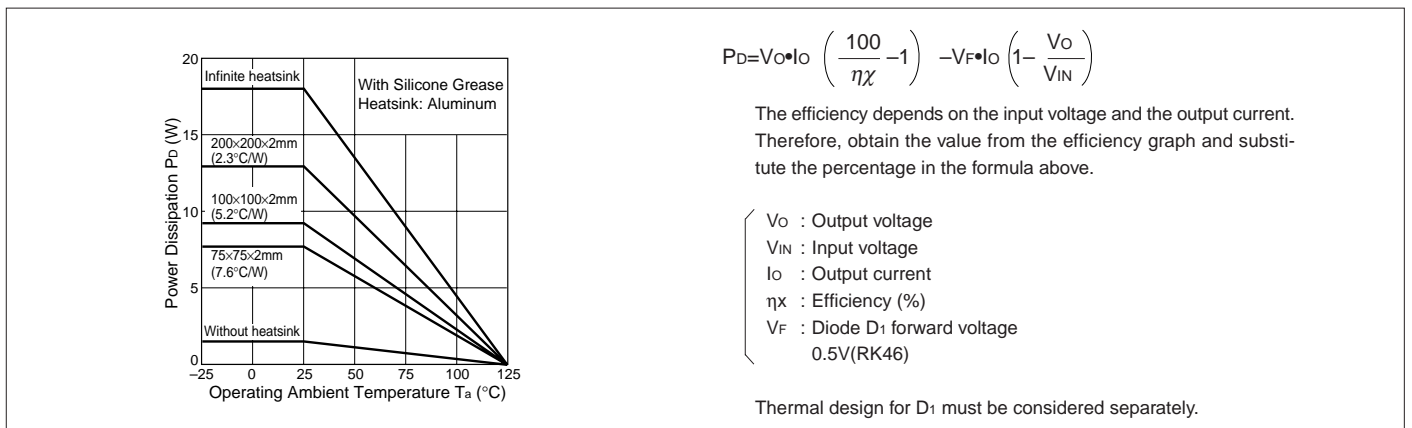 20
15
10
5
0
Power Dissipation PD (W)
Infinite heatsink
With Silicone Grease
Heatsink: Aluminum
200×200×2mm
(2.3°C/W)
100×100×2mm
(5.2°C/W)
75×75×2mm
(7.6°C/W)
Without heatsink
–25 0 25 50 75 100 125
Operating Ambient Temperature Ta (°C)
PD=VO•IO (100/ηχ –1) –VF•IO (1– VO/VIN)
The efficiency depends on the input voltage and the output current.
Therefore, obtain the value from the efficiency graph and substi-
tute the percentage in the formula above.
VO : Output voltage
VIN : Input voltage
IO : Output current
ηx : Efficiency (%)
VF : Diode D1 forward voltage
0.5V(RK46)
Thermal design for D1 must be considered separately.